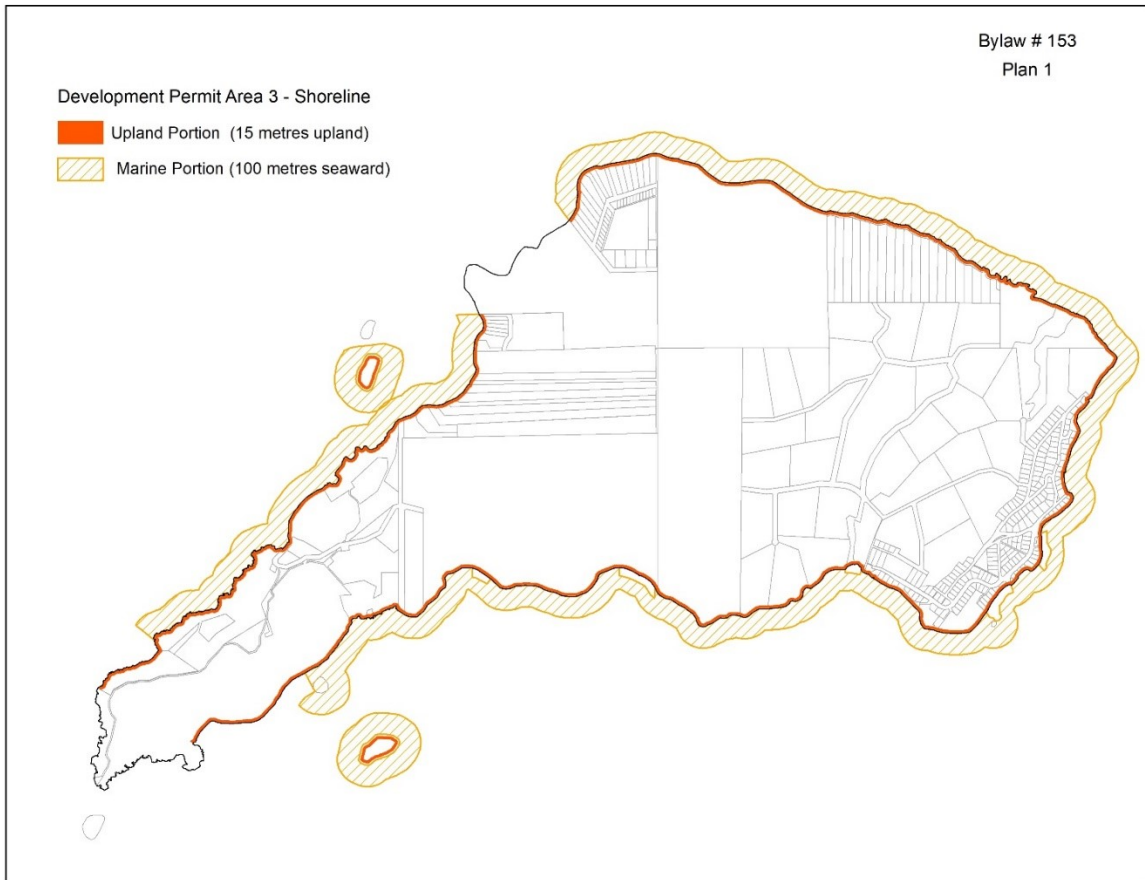 Bylaw # 153
Plan 1
Development Permit Area 3 - Shoreline
Upland Portion (15 metres upland)
Marine Portion (100 metres seaward)